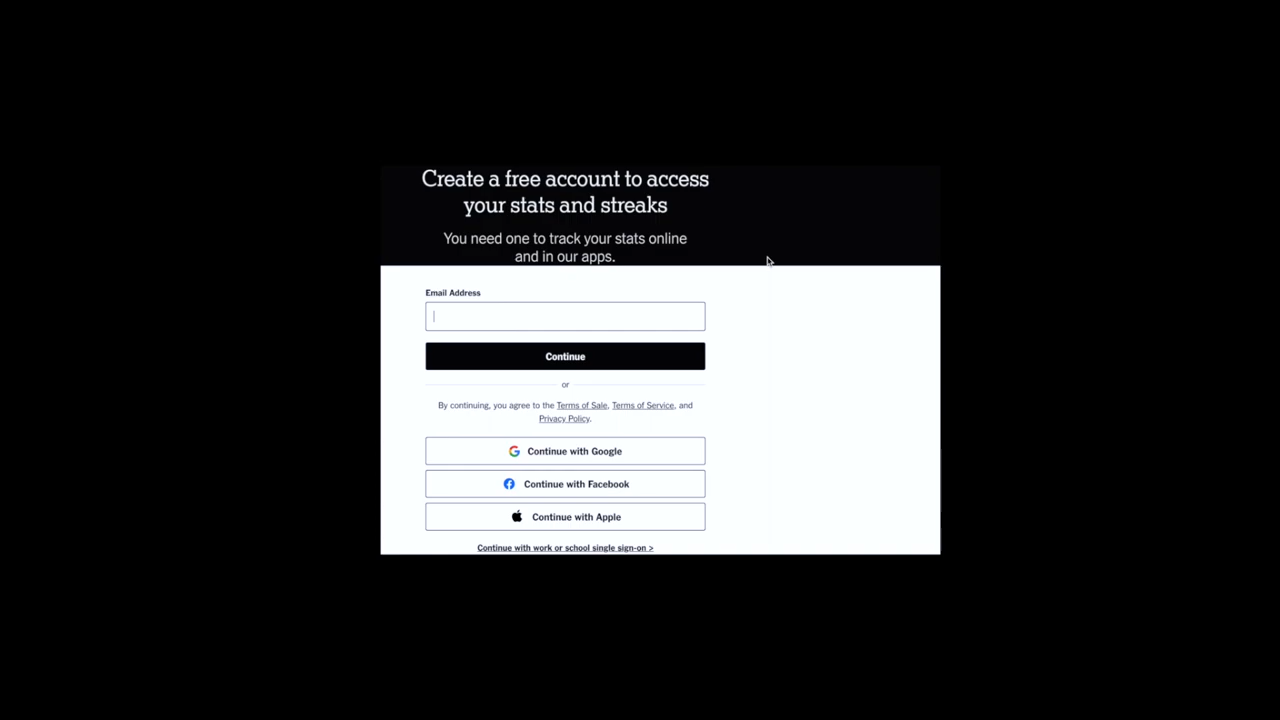 Create a free account to access
your stats and streaks
You need one to track your stats online
and in our apps.
Email Address
Continue
or
By continuing, you agree to the Terms of Sale, Terms of Service, and
Privacy Policy.
Continue with Google
Continue with Facebook
Continue with Apple
Continue with work or school single sign-on >